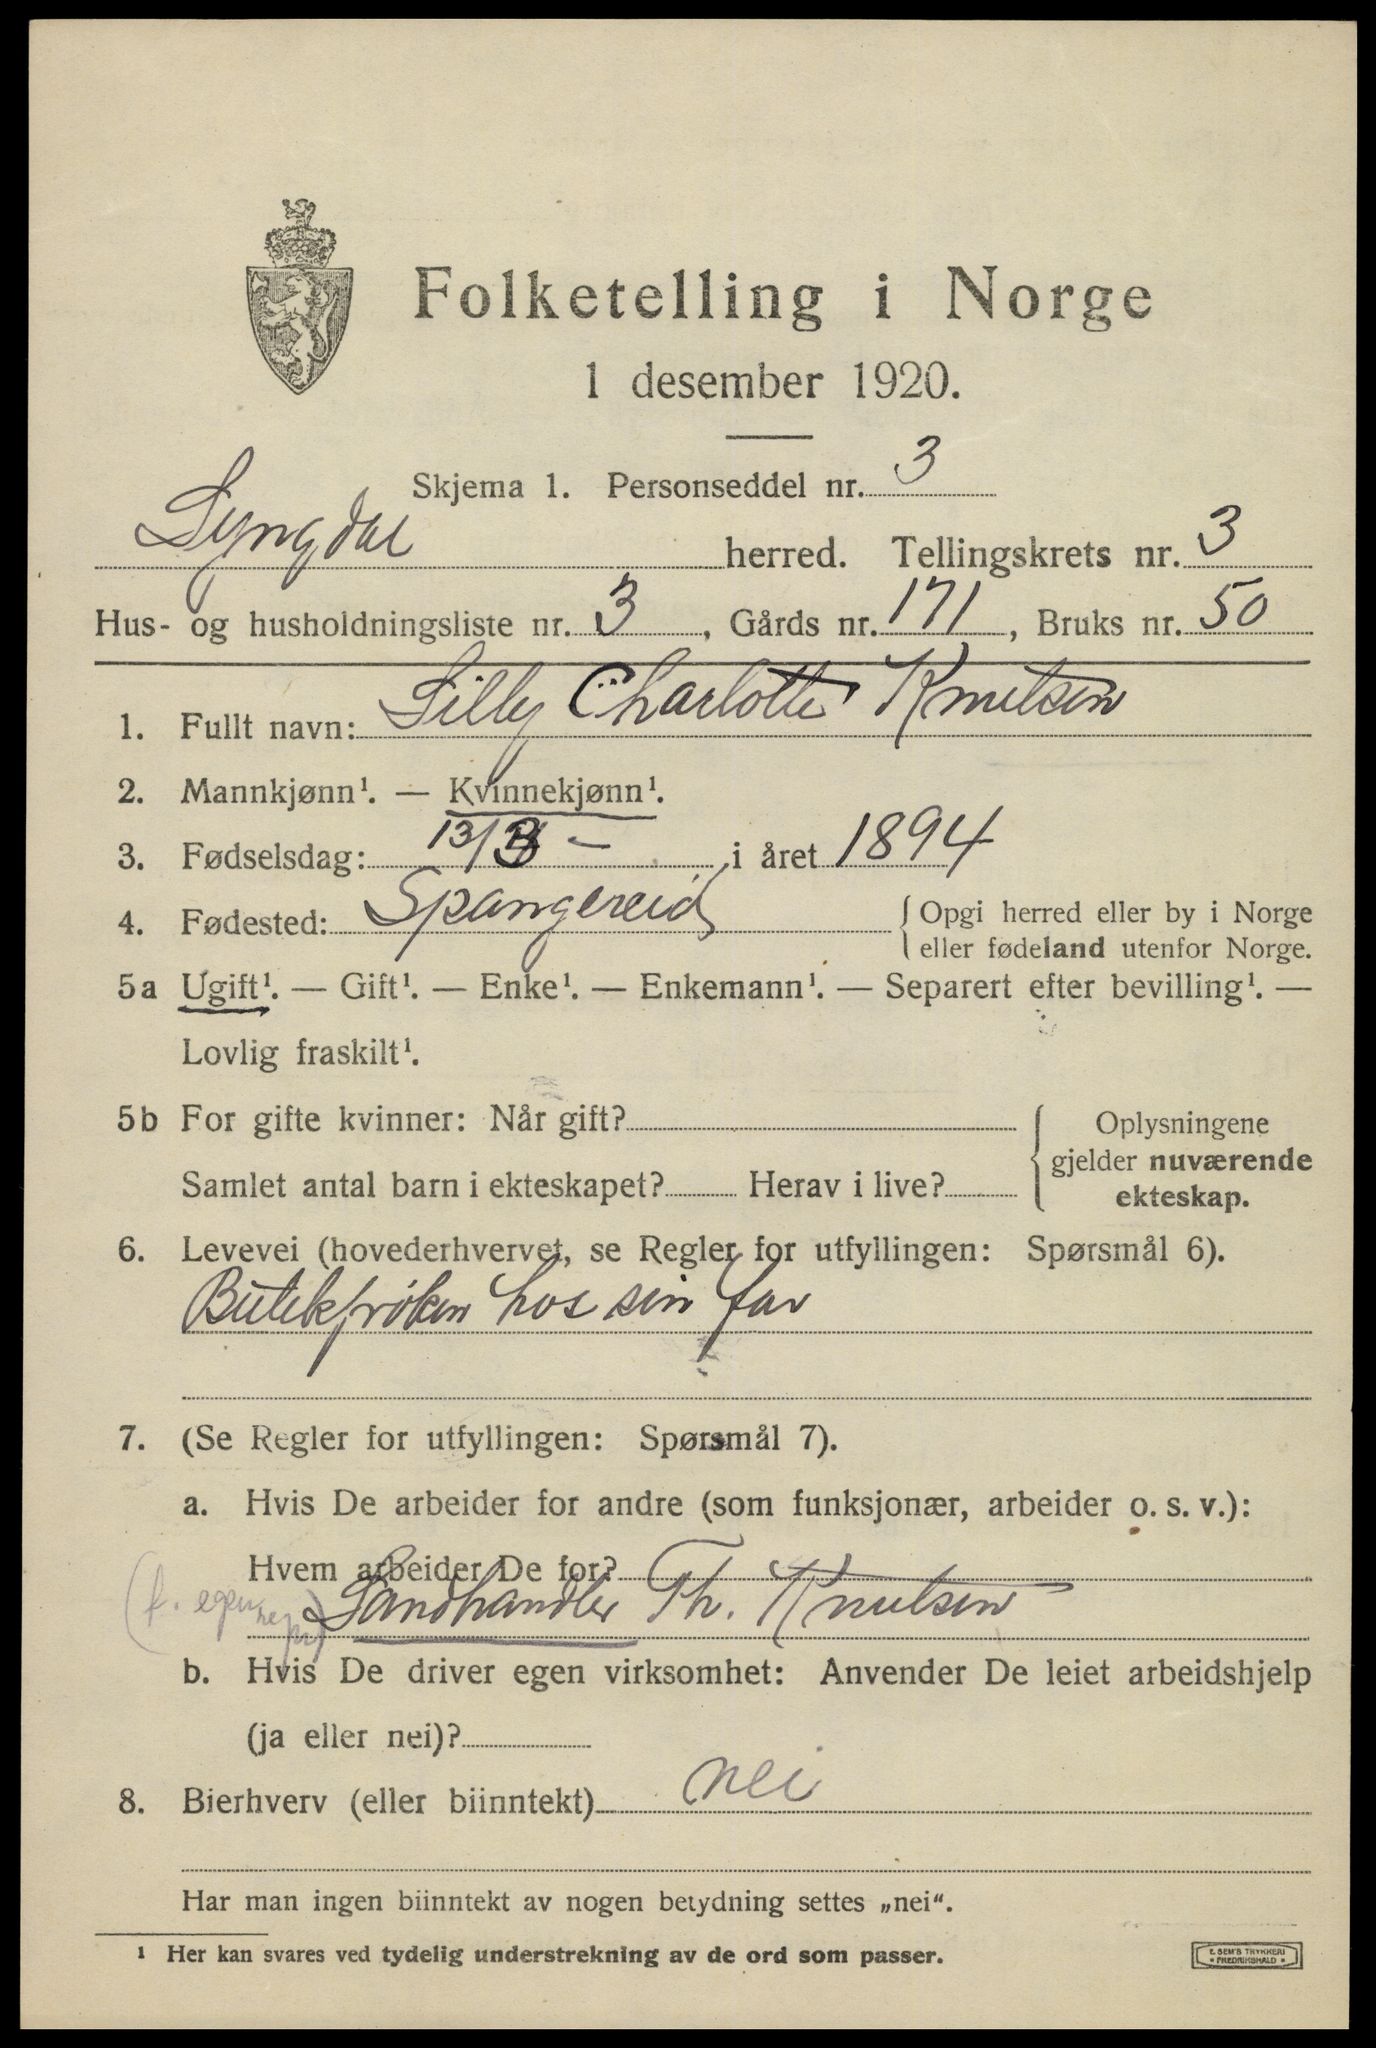 Folketelling i Norge
1 desember 1920.
Skjema 1. Personseddel nr. 3
Lyngdal herred. Tellingskrets nr. 3
Hus- og husholdningsliste nr. 3, Gårds nr. 171, Bruks nr. 50
1. Fullt navn: Lilly Charlotte Knutsen
2. Mannkjønn¹. — Kvinnekjønn¹.
3. Fødselsdag: 13/3 – i året 1894
4. Fødested: Spangereid { Opgi herred eller by i Norge
eller fødeland utenfor Norge.
5a Ugift¹. — Gift¹. — Enke¹. — Enkemann¹. — Separert efter bevilling¹. —
Lovlig fraskilt¹.
5b For gifte kvinner: Når gift?
Samlet antal barn i ekteskapet? Herav i live?
{ Oplysningene
gjelder nuværende
ekteskap.
6. Levevei (hovederhvervet, se Regler for utfyllingen: Spørsmål 6).
Butikfrøken hos sin far
7. (Se Regler for utfyllingen: Spørsmål 7).
a. Hvis De arbeider for andre (som funksjonær, arbeider o. s. v.):
Hvem arbeider De for?
(f. egen
Landhandler Th. Knutsen
b. Hvis De driver egen virksomhet: Anvender De leiet arbeidshjelp
(ja eller nei)?
8. Bierhverv (eller biinntekt) nei
Har man ingen biinntekt av nogen betydning settes „nei“.
¹ Her kan svares ved tydelig understrekning av de ord som passer.
E. SEM'S TRYKKERI
* FREDRIKSHALD *